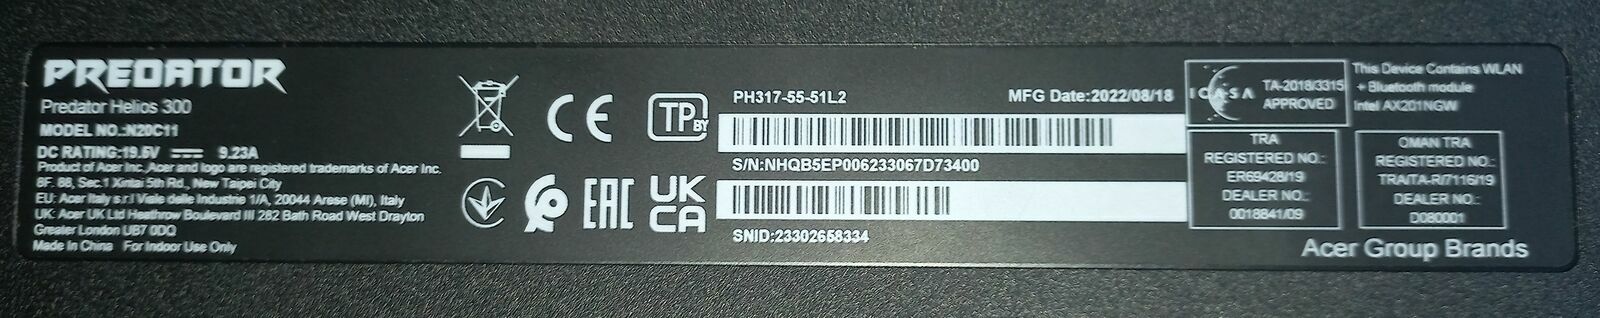 PREDATOR
Predator Helios 300
MODEL NO.:N20C11
DC RATING:19.5V 9.23A
Product of Acer Inc. Acer and logo are registered trademarks of Acer Inc.
8F. 88, Sec.1 Xintai 5th Rd., New Taipei City
EU: Acer Italy s.r.l Viale delle Industrie 1/A, 20044 Arese (MI), Italy
UK: Acer UK Ltd Heathrow Boulevard III 282 Bath Road West Drayton
Greater London UB7 0DQ
Made In China For Indoor Use Only
CE
TP
BY
EAC
UK
CA
PH317-55-51L2 MFG Date:2022/08/18
S/N:NHQB5EP006233067D73400
SNID:23302658334
ICASA
TA-2018/3315
APPROVED
This Device Contains WLAN
+ Bluetooth module
Intel AX201NGW
TRA
REGISTERED NO.:
ER69428/19
DEALER NO.:
0018841/09
OMAN TRA
REGISTERED NO.:
TRA/TA-R/7116/19
DEALER NO.:
D080001
Acer Group Brands